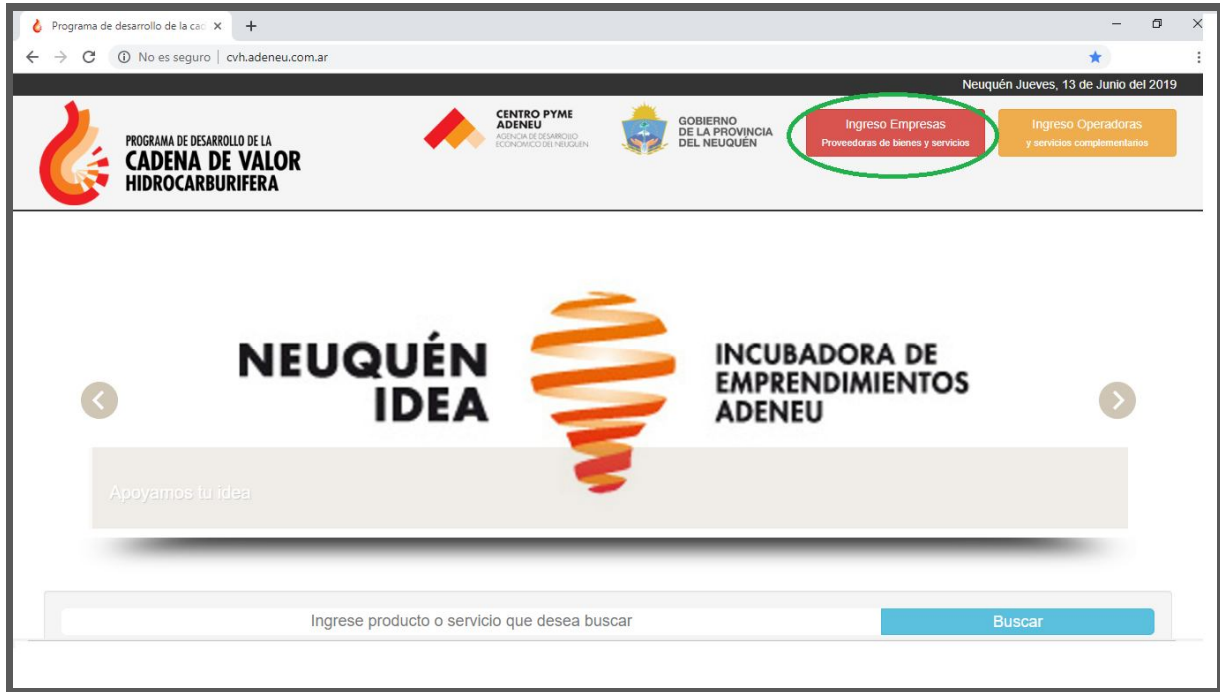 Programa de desarrollo de la cad
No es seguro | cvh.adeneu.com.ar
Neuquén Jueves, 13 de Junio del 2019
PROGRAMA DE DESARROLLO DE LA
CADENA DE VALOR
HIDROCARBURIFERA
CENTRO PYME
ADENEU
AGENCIA DE DESARROLLO
ECONOMICO DEL NEUQUEN
GOBIERNO
DE LA PROVINCIA
DEL NEUQUÉN
Ingreso Empresas
Proveedoras de bienes y servicios
Ingreso Operadoras
y servicios complementarios
NEUQUÉN
IDEA
INCUBADORA DE
EMPRENDIMIENTOS
ADENEU
Apoyamos tu idea
Ingrese producto o servicio que desea buscar
Buscar